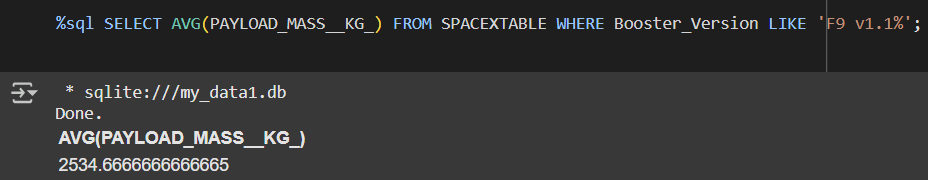 %sql SELECT AVG(PAYLOAD_MASS__KG_) FROM SPACEXTABLE WHERE Booster_Version LIKE 'F9 v1.1%';
* sqlite:///my_data1.db
Done.
AVG(PAYLOAD_MASS__KG_)
2534.6666666666665